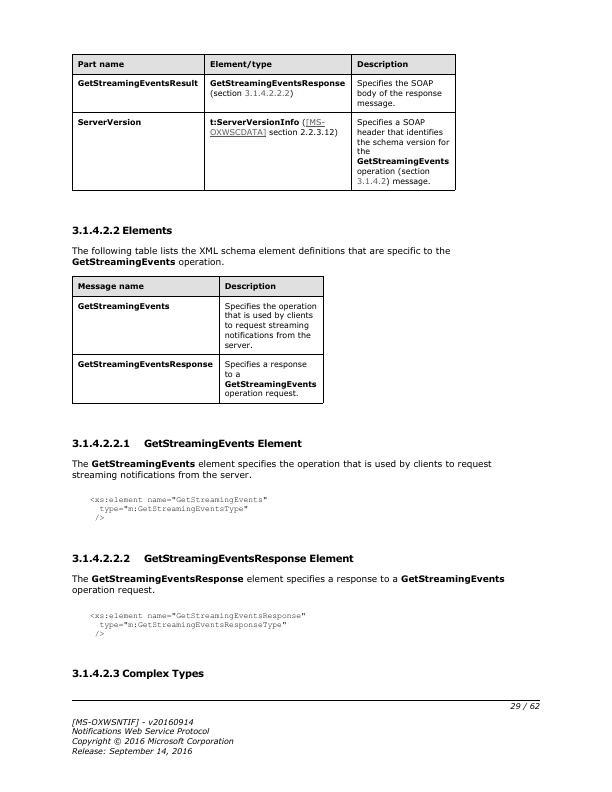 Part name
Element/type
Description
GetStreamingEventsResult
GetStreamingEventsResponse
(section 3.1.4.2.2.2)
Specifies the SOAP
body of the response
message.
ServerVersion
t:ServerVersionInfo ([MS-
OXWSCDATA] section 2.2.3.12)
Specifies a SOAP
header that identifies
the schema version for
the
GetStreamingEvents
operation (section
3.1.4.2) message.
3.1.4.2.2 Elements
The following table lists the XML schema element definitions that are specific to the
GetStreamingEvents operation.
Message name
Description
GetStreamingEvents
Specifies the operation
that is used by clients
to request streaming
notifications from the
server.
GetStreamingEventsResponse
Specifies a response
to a
GetStreamingEvents
operation request.
3.1.4.2.2.1 GetStreamingEvents Element
The GetStreamingEvents element specifies the operation that is used by clients to request
streaming notifications from the server.
<xs:element name="GetStreamingEvents"
type="m:GetStreamingEventsType"
/>
3.1.4.2.2.2 GetStreamingEventsResponse Element
The GetStreamingEventsResponse element specifies a response to a GetStreamingEvents
operation request.
<xs:element name="GetStreamingEventsResponse"
type="m:GetStreamingEventsResponseType"
/>
3.1.4.2.3 Complex Types
29 / 62
[MS-OXWSNTIF] - v20160914
Notifications Web Service Protocol
Copyright © 2016 Microsoft Corporation
Release: September 14, 2016